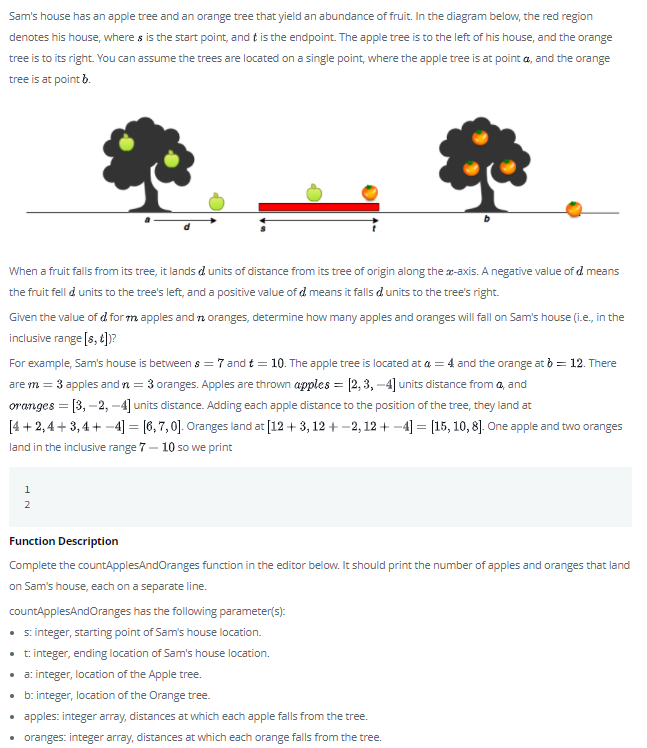 Sam's house has an apple tree and an orange tree that yield an abundance of fruit. In the diagram below, the red region
denotes his house, where s is the start point, and t is the endpoint. The apple tree is to the left of his house, and the orange
tree is to its right. You can assume the trees are located on a single point, where the apple tree is at point a, and the orange
tree is at point b.
a
d
s
t
b
When a fruit falls from its tree, it lands d units of distance from its tree of origin along the x-axis. A negative value of d means
the fruit fell d units to the tree's left, and a positive value of d means it falls d units to the tree's right.
Given the value of d for m apples and n oranges, determine how many apples and oranges will fall on Sam's house (i.e., in the
inclusive range [s, t])?
For example, Sam's house is between s = 7 and t = 10. The apple tree is located at a = 4 and the orange at b = 12. There
are m = 3 apples and n = 3 oranges. Apples are thrown apples = [2, 3, −4] units distance from a, and
oranges = [3, −2, −4] units distance. Adding each apple distance to the position of the tree, they land at
[4 + 2, 4 + 3, 4 + −4] = [6, 7, 0]. Oranges land at [12 + 3, 12 + −2, 12 + −4] = [15, 10, 8]. One apple and two oranges
land in the inclusive range 7 − 10 so we print
1
2
Function Description
Complete the countApplesAndOranges function in the editor below. It should print the number of apples and oranges that land
on Sam's house, each on a separate line.
countApplesAndOranges has the following parameter(s):
• s: integer, starting point of Sam's house location.
• t: integer, ending location of Sam's house location.
• a: integer, location of the Apple tree.
• b: integer, location of the Orange tree.
• apples: integer array, distances at which each apple falls from the tree.
• oranges: integer array, distances at which each orange falls from the tree.